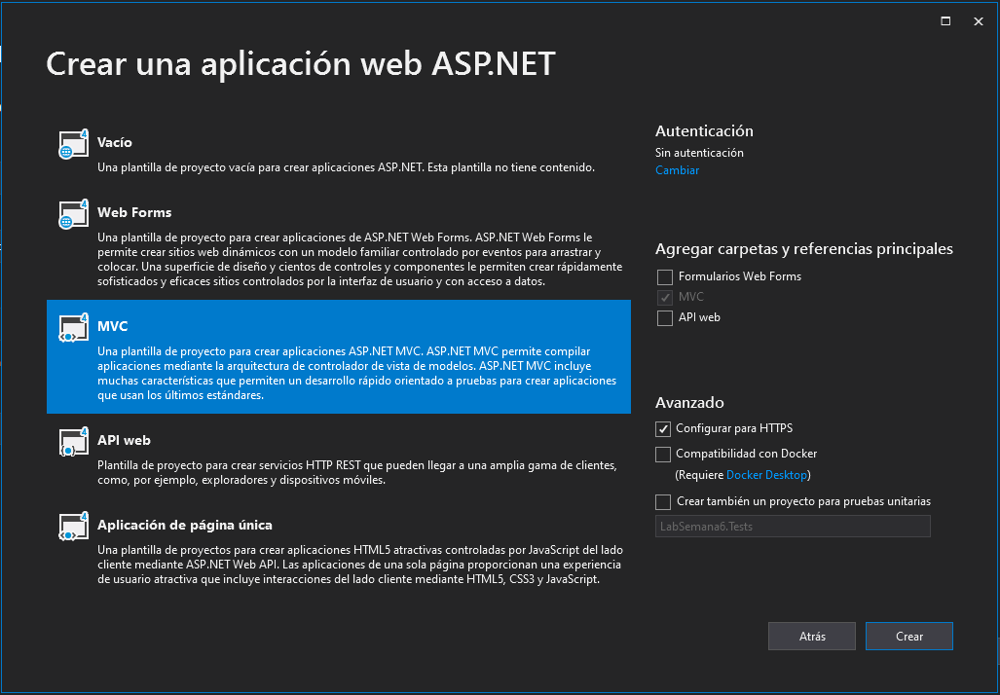 Crear una aplicación web ASP.NET
Vacío
Una plantilla de proyecto vacía para crear aplicaciones ASP.NET. Esta plantilla no tiene contenido.
Web Forms
Una plantilla de proyecto para crear aplicaciones de ASP.NET Web Forms. ASP.NET Web Forms le
permite crear sitios web dinámicos con un modelo familiar controlado por eventos para arrastrar y
colocar. Una superficie de diseño y cientos de controles y componentes le permiten crear rápidamente
sofisticados y eficaces sitios controlados por la interfaz de usuario y con acceso a datos.
MVC
Una plantilla de proyecto para crear aplicaciones ASP.NET MVC. ASP.NET MVC permite compilar
aplicaciones mediante la arquitectura de controlador de vista de modelos. ASP.NET MVC incluye
muchas características que permiten un desarrollo rápido orientado a pruebas para crear aplicaciones
que usan los últimos estándares.
API web
Plantilla de proyecto para crear servicios HTTP REST que pueden llegar a una amplia gama de clientes,
como, por ejemplo, exploradores y dispositivos móviles.
Aplicación de página única
Una plantilla de proyectos para crear aplicaciones HTML5 atractivas controladas por JavaScript del lado
cliente mediante ASP.NET Web API. Las aplicaciones de una sola página proporcionan una experiencia
de usuario atractiva que incluye interacciones del lado cliente mediante HTML5, CSS3 y JavaScript.
Autenticación
Sin autenticación
Cambiar
Agregar carpetas y referencias principales
Formularios Web Forms
MVC
API web
Avanzado
Configurar para HTTPS
Compatibilidad con Docker
(Requiere Docker Desktop)
Crear también un proyecto para pruebas unitarias
LabSemana6.Tests
Atrás
Crear